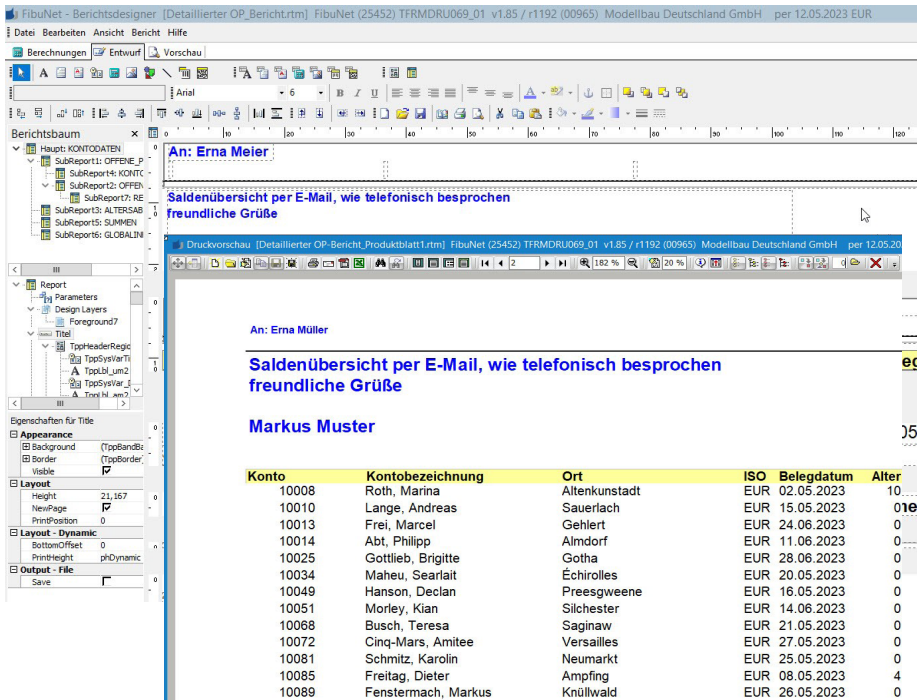 FibuNet - Berichtsdesigner [Detaillierter OP_Bericht.rtm] FibuNet (25452) TFRMDRU069_01 v1.85 / r1192 (00965) Modellbau Deutschland GmbH per 12.05.2023 EUR
Datei Bearbeiten Ansicht Bericht Hilfe
Berechnungen Entwurf Vorschau
Arial 6
Berichtsbaum
Haupt: KONTODATEN
SubReport1: OFFENE_P
SubReport4: KONTO
SubReport2: OFFEN
SubReport7: RE
SubReport3: ALTERSAB
SubReport5: SUMMEN
SubReport6: GLOBALIN
Report
Parameters
Design Layers
Foreground7
Titel
TppHeaderRegio
TppSysVarTi
TppLbl_um2
TppSysVar_D
TppLbl_am2
Eigenschaften für Title
Appearance
Background (TppBandBa
Border (TppBorder)
Visible
Layout
Height 21,167
NewPage
PrintPosition 0
Layout - Dynamic
BottomOffset 0
PrintHeight phDynamic
Output - File
Save
An: Erna Meier
Saldenübersicht per E-Mail, wie telefonisch besprochen
freundliche Grüße
Druckvorschau [Detaillierter OP-Bericht_Produktblatt1.rtm] FibuNet (25452) TFRMDRU069_01 v1.85 / r1192 (00965) Modellbau Deutschland GmbH per 12.05.20
2 182 % 20 % 0
An: Erna Müller
Saldenübersicht per E-Mail, wie telefonisch besprochen
freundliche Grüße
Markus Muster
Konto Kontobezeichnung Ort ISO Belegdatum Alter
10008 Roth, Marina Altenkunstadt EUR 02.05.2023 10
10010 Lange, Andreas Sauerlach EUR 15.05.2023 0
10013 Frei, Marcel Gehlert EUR 24.06.2023 0
10014 Abt, Philipp Almdorf EUR 11.06.2023 0
10025 Gottlieb, Brigitte Gotha EUR 28.06.2023 0
10034 Maheu, Searlait Échirolles EUR 20.05.2023 0
10049 Hanson, Declan Preesgweene EUR 16.05.2023 0
10051 Morley, Kian Silchester EUR 14.06.2023 0
10068 Busch, Teresa Saginaw EUR 21.05.2023 0
10072 Cinq-Mars, Amitee Versailles EUR 27.05.2023 0
10081 Schmitz, Karolin Neumarkt EUR 25.05.2023 0
10085 Freitag, Dieter Ampfing EUR 08.05.2023 4
10089 Fenstermach, Markus Knüllwald EUR 26.05.2023 0